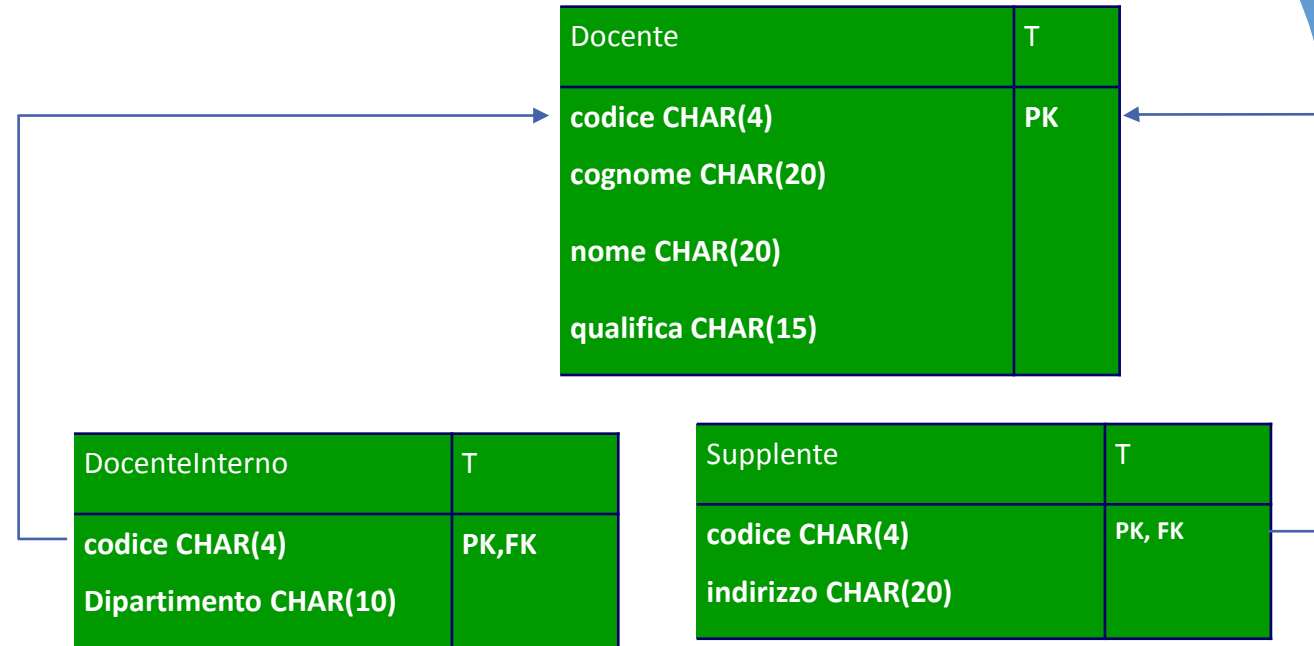 Docente T
codice CHAR(4) PK
cognome CHAR(20)
nome CHAR(20)
qualifica CHAR(15)
DocenteInterno T
codice CHAR(4) PK,FK
Dipartimento CHAR(10)
Supplente T
codice CHAR(4) PK, FK
indirizzo CHAR(20)